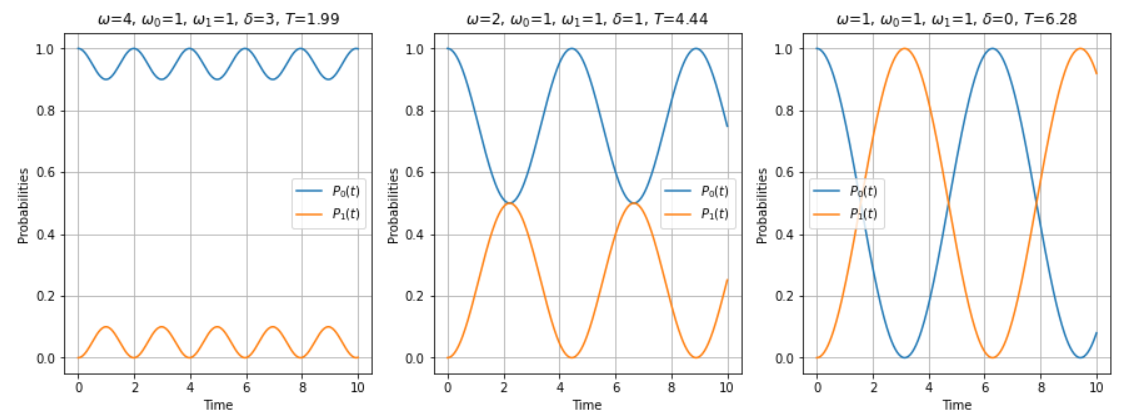 ω=4, ω₀=1, ω₁=1, δ=3, T=1.99
1.0
0.8
0.6
0.4
0.2
0.0
Probabilities
P₀(t)
P₁(t)
0 2 4 6 8 10
Time
ω=2, ω₀=1, ω₁=1, δ=1, T=4.44
1.0
0.8
0.6
0.4
0.2
0.0
Probabilities
P₀(t)
P₁(t)
0 2 4 6 8 10
Time
ω=1, ω₀=1, ω₁=1, δ=0, T=6.28
1.0
0.8
0.6
0.4
0.2
0.0
Probabilities
P₀(t)
P₁(t)
0 2 4 6 8 10
Time